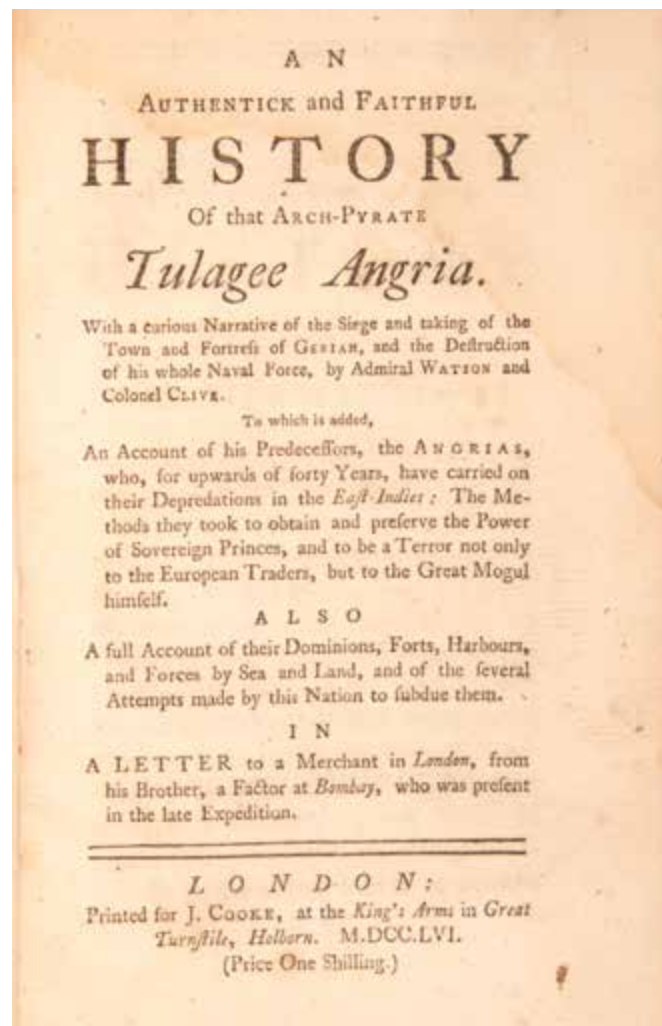 A N
AUTHENTICK and FAITHFUL
HISTORY
Of that ARCH-PYRATE
Tulagee Angria.
With a curious Narrative of the Siege and taking of the
Town and Fortreſs of GERIAH, and the Deſtruction
of his whole Naval Force, by Admiral WATSON and
Colonel CLIVE.
To which is added,
An Account of his Predeceſſors, the ANGRIAS,
who, for upwards of forty Years, have carried on
their Depredations in the Eaſt-Indies: The Me-
thods they took to obtain and preſerve the Power
of Sovereign Princes, and to be a Terror not only
to the European Traders, but to the Great Mogul
himſelf.
A L S O
A full Account of their Dominions, Forts, Harbours,
and Forces by Sea and Land, and of the ſeveral
Attempts made by this Nation to ſubdue them.
I N
A LETTER to a Merchant in London, from
his Brother, a Factor at Bombay, who was preſent
in the late Expedition.
L O N D O N:
Printed for J. COOKE, at the King's Arms in Great
Turnſtile, Holborn. M.DCC.LVI.
(Price One Shilling.)